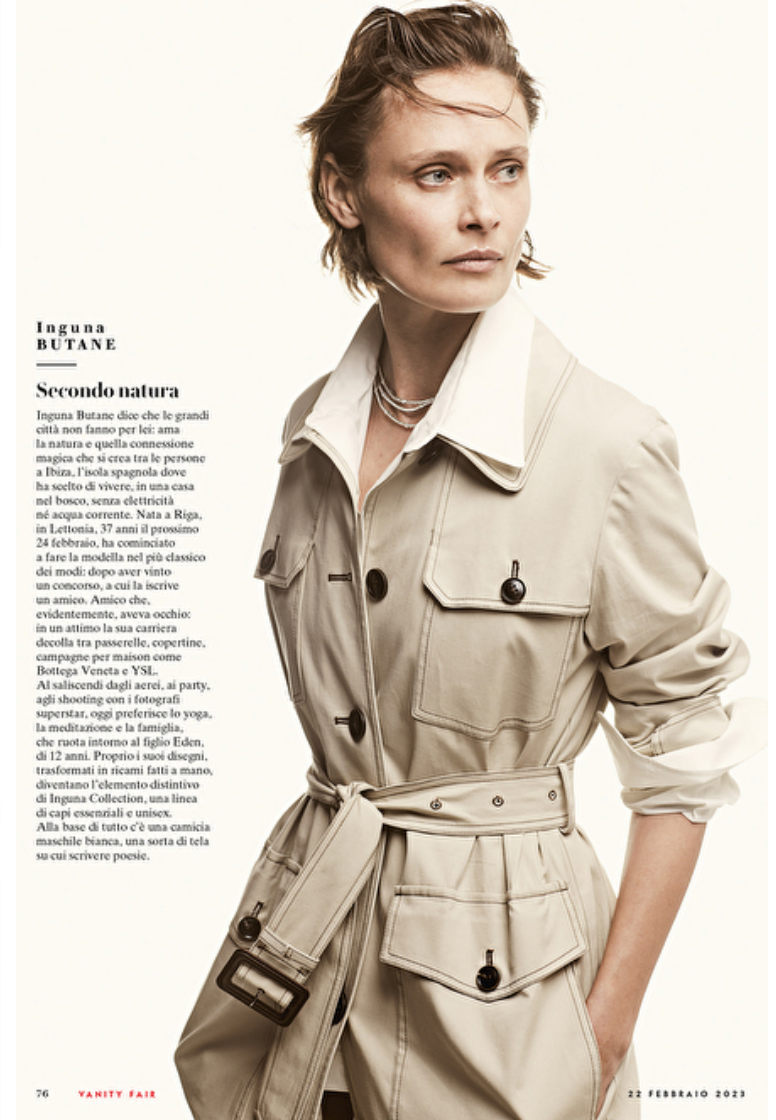 Inguna
BUTANE
Secondo natura
Inguna Butane dice che le grandi
città non fanno per lei: ama
la natura e quella connessione
magica che si crea tra le persone
a Ibiza, l'isola spagnola dove
ha scelto di vivere, in una casa
nel bosco, senza elettricità
né acqua corrente. Nata a Riga,
in Lettonia, 37 anni il prossimo
24 febbraio, ha cominciato
a fare la modella nel più classico
dei modi: dopo aver vinto
un concorso, a cui la iscrive
un amico. Amico che,
evidentemente, aveva occhio:
in un attimo la sua carriera
decolla tra passerelle, copertine,
campagne per maison come
Bottega Veneta e YSL.
Al saliscendi dagli aerei, ai party,
agli shooting con i fotografi
superstar, oggi preferisce lo yoga,
la meditazione e la famiglia,
che ruota intorno al figlio Eden,
di 12 anni. Proprio i suoi disegni,
trasformati in ricami fatti a mano,
diventano l'elemento distintivo
di Inguna Collection, una linea
di capi essenziali e unisex.
Alla base di tutto c'è una camicia
maschile bianca, una sorta di tela
su cui scrivere poesie.
76 VANITY FAIR
22 FEBBRAIO 2023